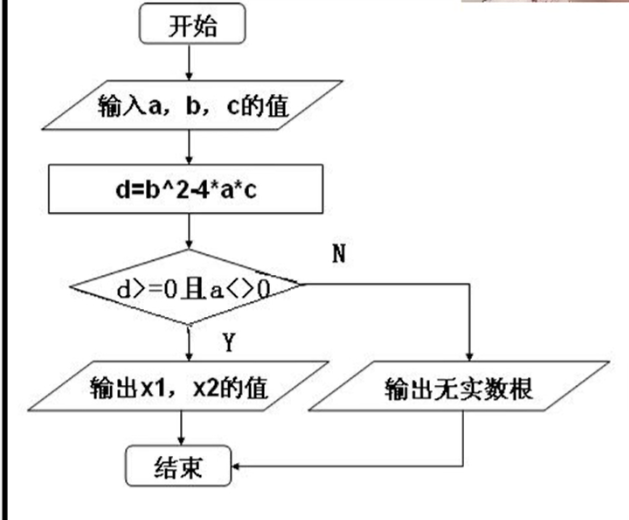 开始
输入a，b，c的值
d=b^2-4*a*c
N
d>=0且a<>0
Y
输出x1，x2的值
输出无实数根
结束